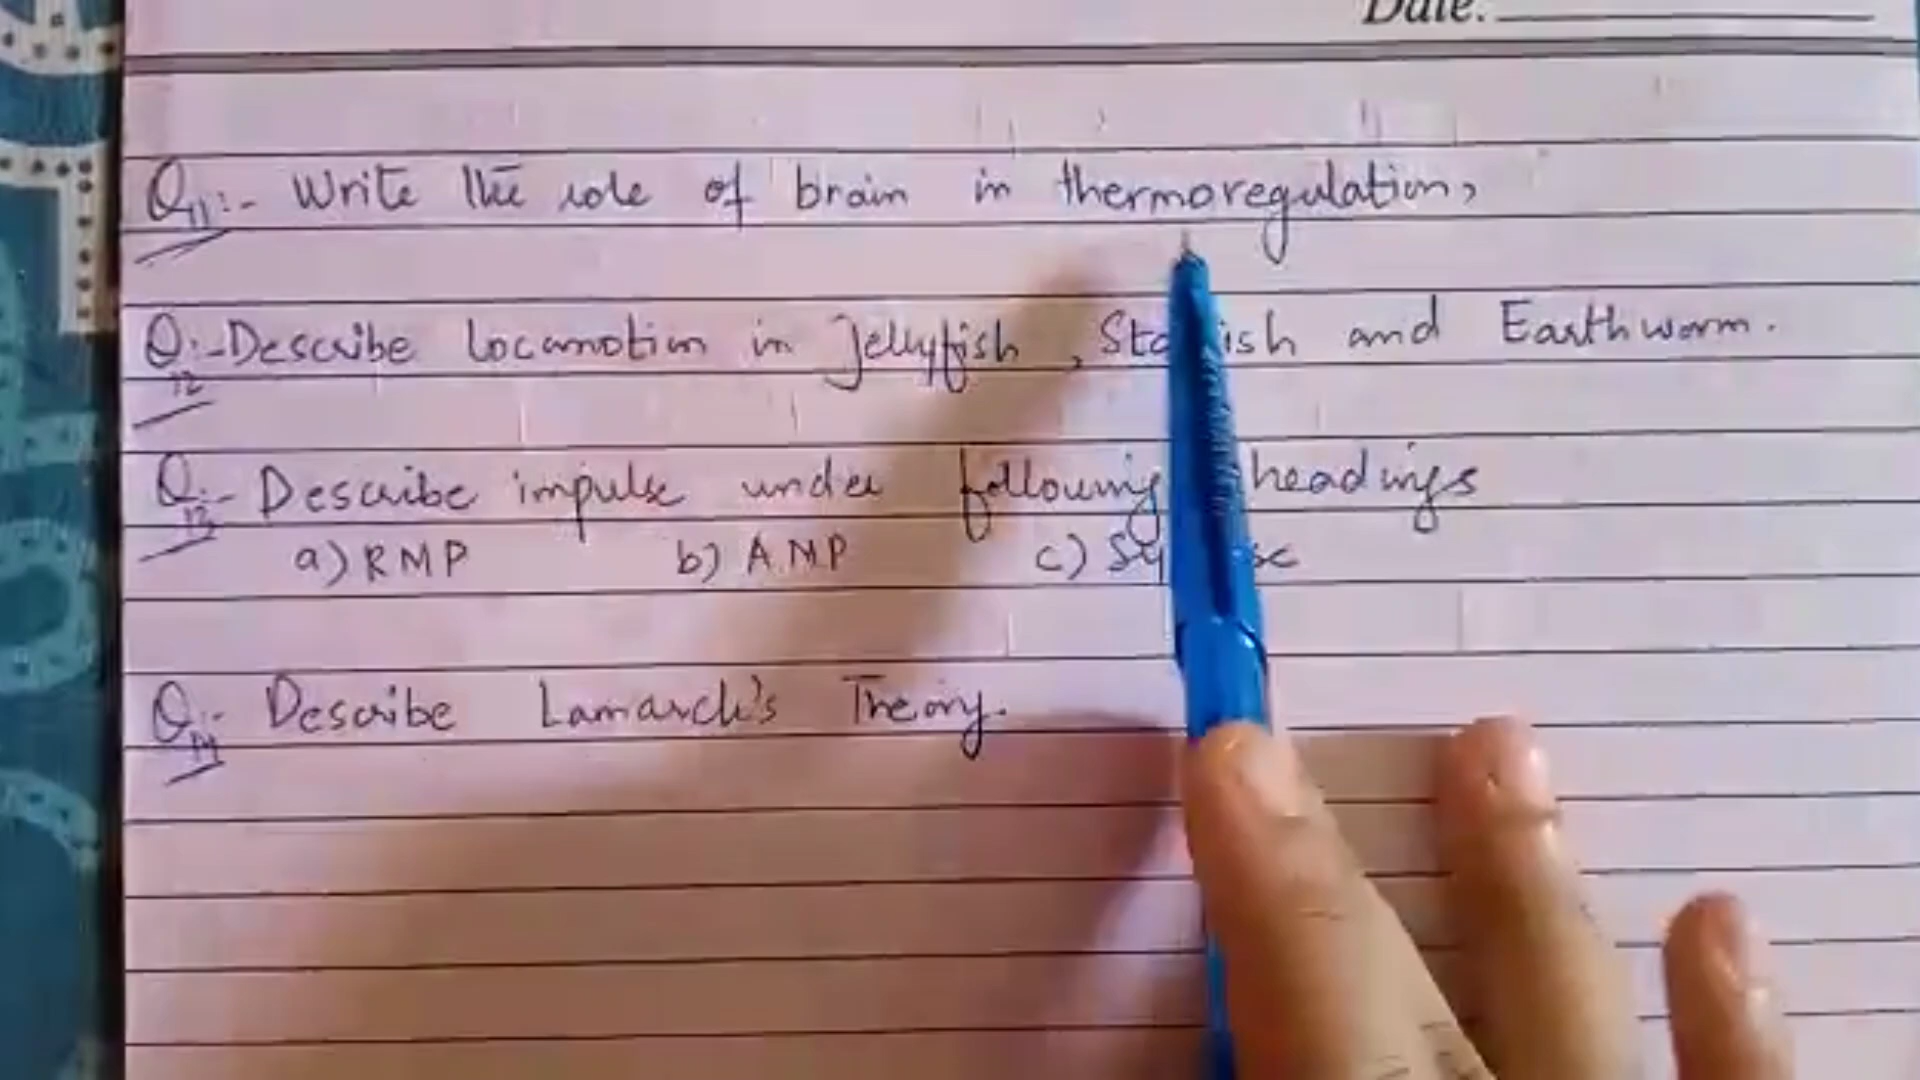 Date:
Q11:- Write the role of brain in thermoregulation,
Q12:- Describe locomotion in Jellyfish, and Earthworm.
Q13:- Describe impulse under following headings
a) RMP b) AMP c)
Q14:- Describe Lamarck's Theory.